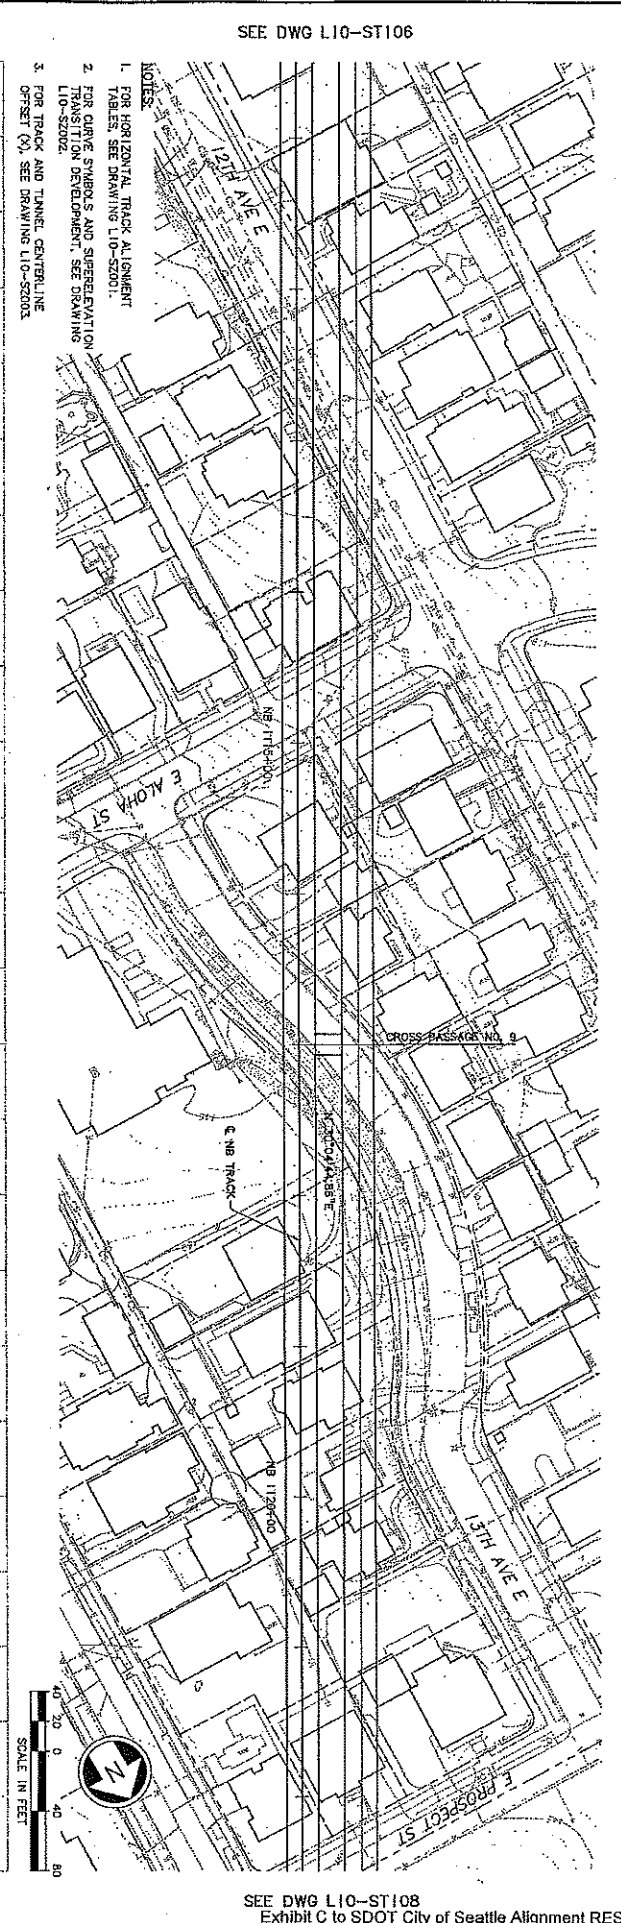 SEE DWG L10-ST106
NOTES:
1. FOR HORIZONTAL TRACK ALIGNMENT
TABLES, SEE DRAWING L10-SZ001.
2. FOR CURVE SYMBOLS AND SUPERELEVATION
TRANSITION DEVELOPMENT, SEE DRAWING
L10-SZ002.
3. FOR TRACK AND TUNNEL CENTERLINE
OFFSET (X), SEE DRAWING L10-SZ003.
12TH AVE E
NB 1115+00
E ALOHA ST
CROSS PASSAGE NO. 9
℄ NB TRACK
NB 1120+00
13TH AVE E
E PROSPECT ST
N
40 20 0 40 80
SCALE IN FEET
SEE DWG L10-ST108
Exhibit C to SDOT City of Seattle Alignment RES